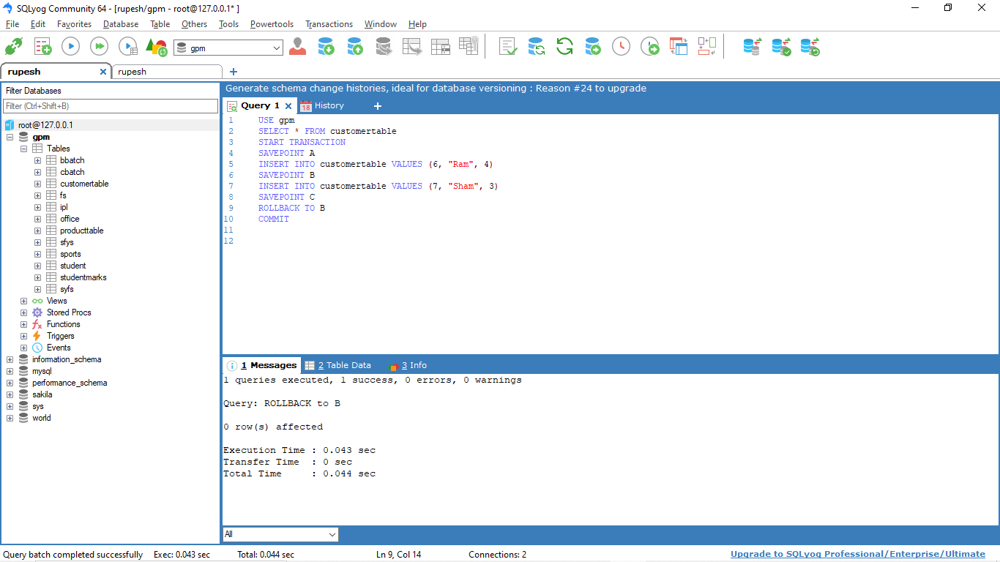 SQLyog Community 64 - [rupesh/gpm - root@127.0.0.1* ]
File Edit Favorites Database Table Others Tools Powertools Transactions Window Help
gpm
rupesh rupesh
Filter Databases
Filter (Ctrl+Shift+B)
root@127.0.0.1
gpm
Tables
bbatch
cbatch
customertable
fs
ipl
office
producttable
sfys
sports
student
studentmarks
syfs
Views
Stored Procs
Functions
Triggers
Events
information_schema
mysql
performance_schema
sakila
sys
world
Generate schema change histories, ideal for database versioning : Reason #24 to upgrade
Query 1 18 History
1 USE gpm
2 SELECT * FROM customertable
3 START TRANSACTION
4 SAVEPOINT A
5 INSERT INTO customertable VALUES (6, "Ram", 4)
6 SAVEPOINT B
7 INSERT INTO customertable VALUES (7, "Sham", 3)
8 SAVEPOINT C
9 ROLLBACK TO B
10 COMMIT
11
12
1 Messages 2 Table Data 3 Info
1 queries executed, 1 success, 0 errors, 0 warnings
Query: ROLLBACK to B
0 row(s) affected
Execution Time : 0.043 sec
Transfer Time : 0 sec
Total Time : 0.044 sec
All
Query batch completed successfully Exec: 0.043 sec Total: 0.044 sec Ln 9, Col 14 Connections: 2 Upgrade to SQLyog Professional/Enterprise/Ultimate